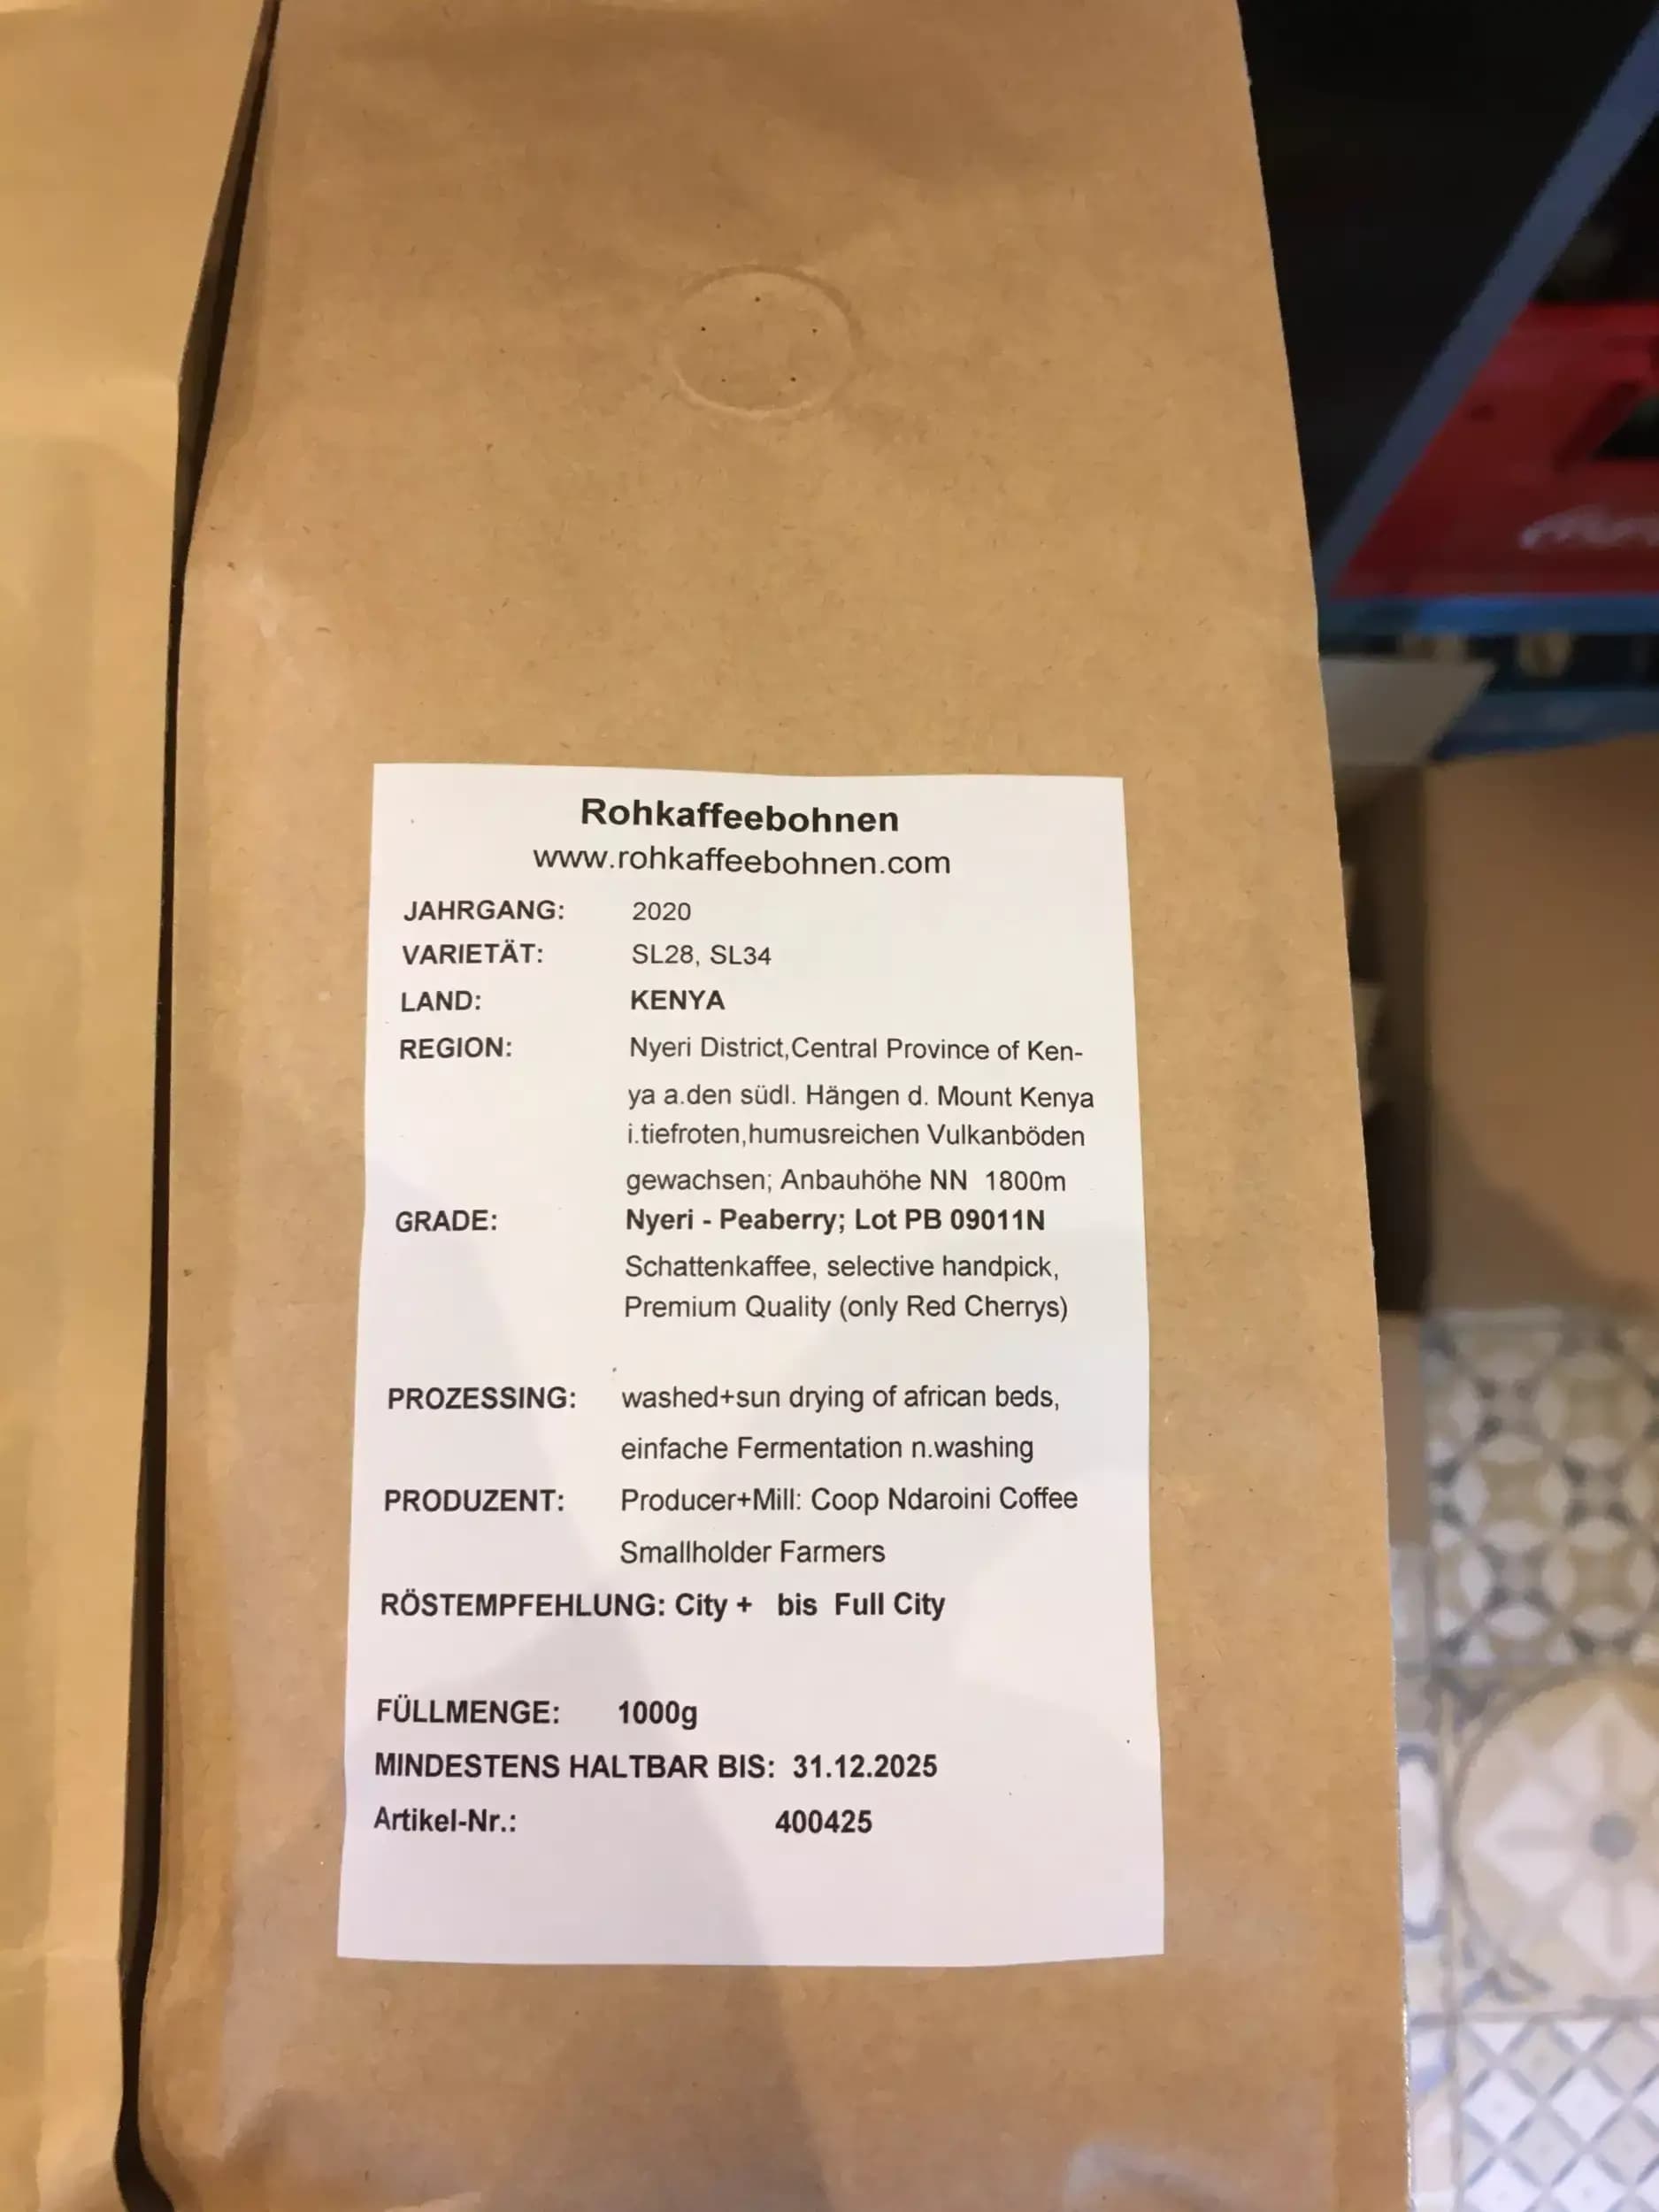 Rohkaffeebohnen
www.rohkaffeebohnen.com
JAHRGANG: 2020
VARIETÄT: SL28, SL34
LAND: KENYA
REGION: Nyeri District,Central Province of Ken-
ya a.den südl. Hängen d. Mount Kenya
i.tiefroten,humusreichen Vulkanböden
gewachsen; Anbauhöhe NN 1800m
GRADE: Nyeri - Peaberry; Lot PB 09011N
Schattenkaffee, selective handpick,
Premium Quality (only Red Cherrys)
PROZESSING: washed+sun drying of african beds,
einfache Fermentation n.washing
PRODUZENT: Producer+Mill: Coop Ndaroini Coffee
Smallholder Farmers
RÖSTEMPFEHLUNG: City + bis Full City
FÜLLMENGE: 1000g
MINDESTENS HALTBAR BIS: 31.12.2025
Artikel-Nr.: 400425